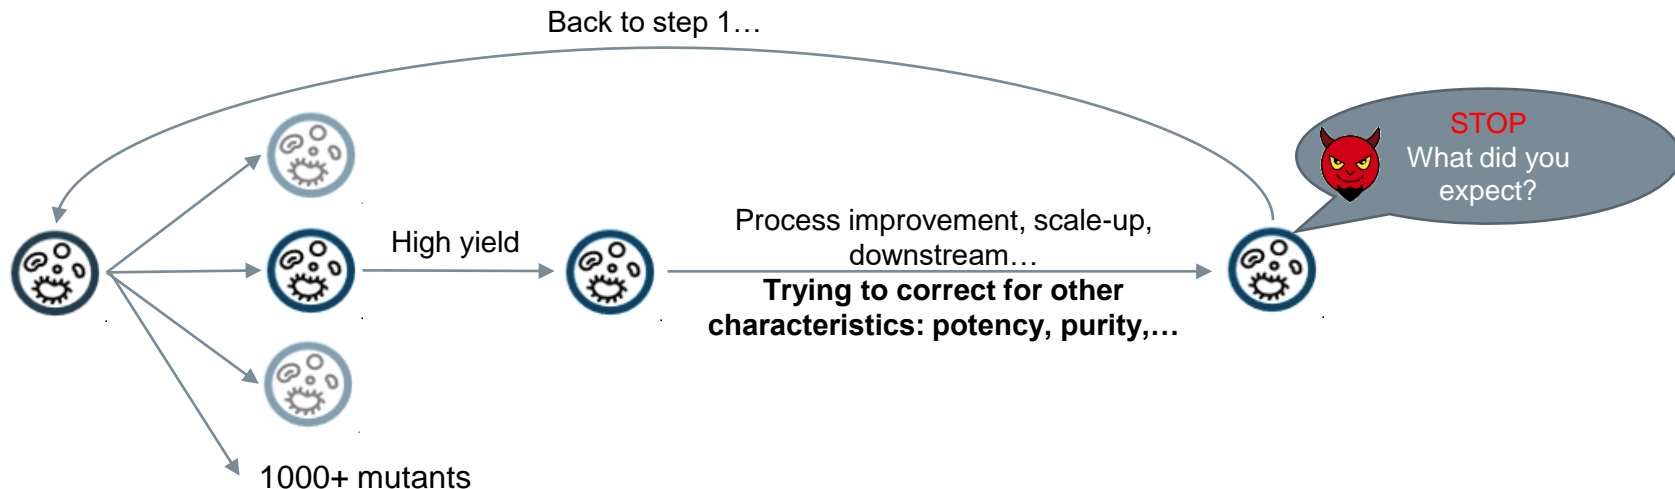 Back to step 1…
STOP
What did you
expect?
High yield
Process improvement, scale-up,
downstream…
Trying to correct for other
characteristics: potency, purity,…
1000+ mutants